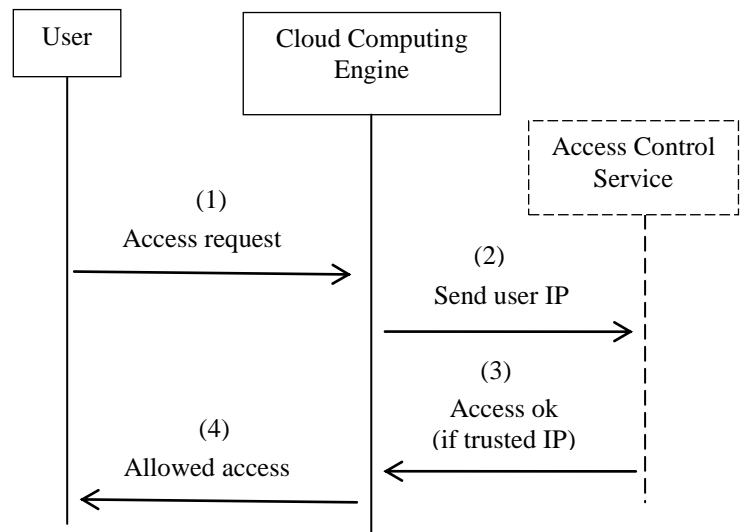 User
Cloud Computing
Engine
Access Control
Service
(1)
Access request
(2)
Send user IP
(3)
Access ok
(if trusted IP)
(4)
Allowed access